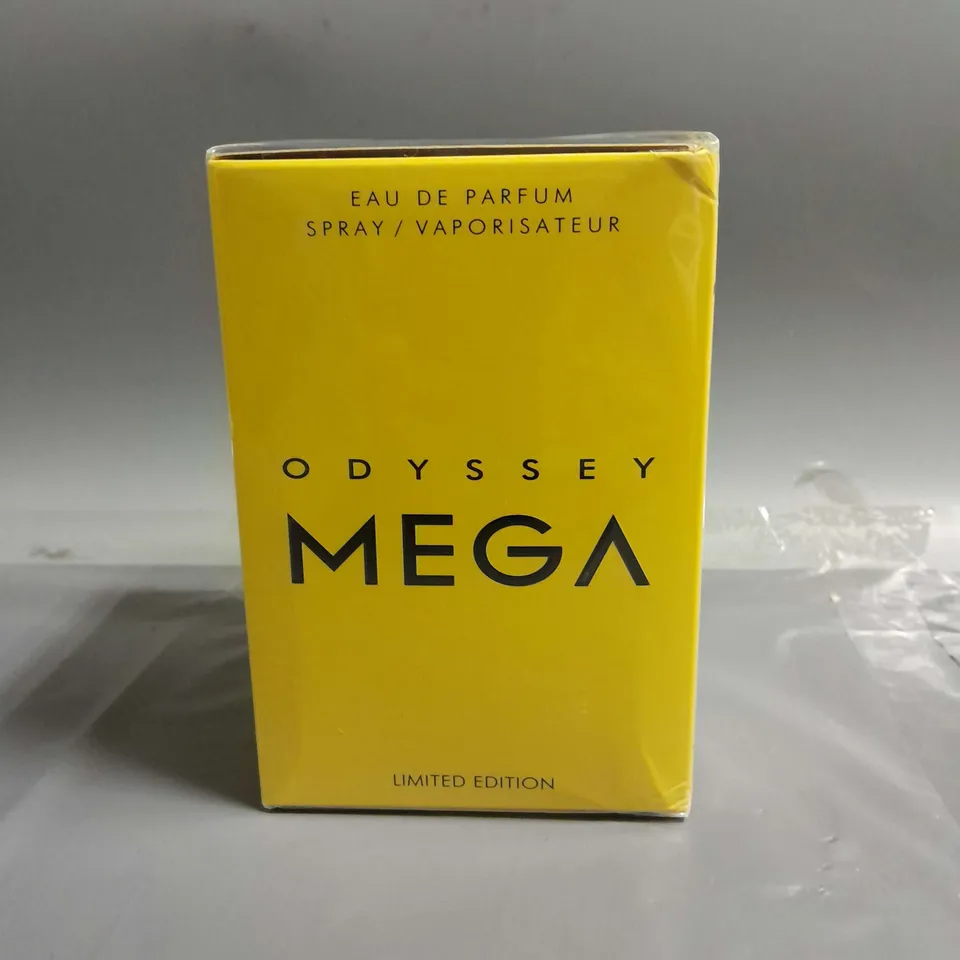 EAU DE PARFUM
SPRAY / VAPORISATEUR
ODYSSEY
MEGA
LIMITED EDITION